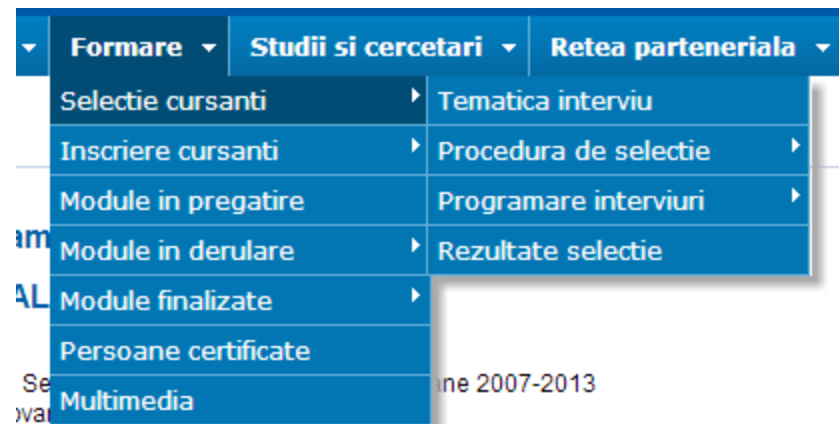 Formare Studii si cercetari Retea parteneriala
Selectie cursanti Tematica interviu
Inscriere cursanti Procedura de selectie
Module in pregatire Programare interviuri
Module in derulare Rezultate selectie
Module finalizate
Persoane certificate
2007-2013
Multimedia